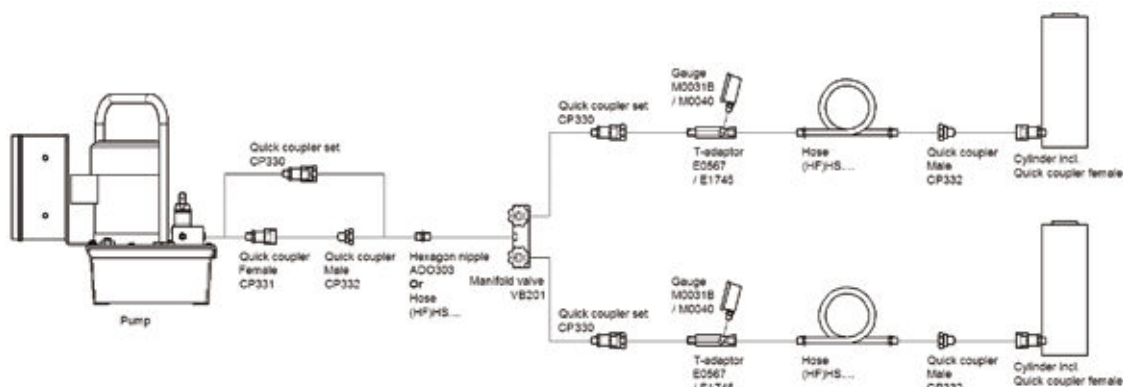 Gauge
M0031B
/ M0040
Quick coupler set
CP330
T-adaptor
E0567
/ E1745
Hose
(HF)HS....
Quick coupler
Male
CP332
Cylinder incl.
Quick coupler female
Quick coupler set
CP330
Quick coupler
Female
CP331
Quick coupler
Male
CP332
Hexagon nipple
ADO303
Or
Hose
(HF)HS....
Manifold valve
VB201
Pump
Gauge
M0031B
/ M0040
Quick coupler set
CP330
T-adaptor
E0567
/ E1745
Hose
(HF)HS....
Quick coupler
Male
CP332
Cylinder incl.
Quick coupler female